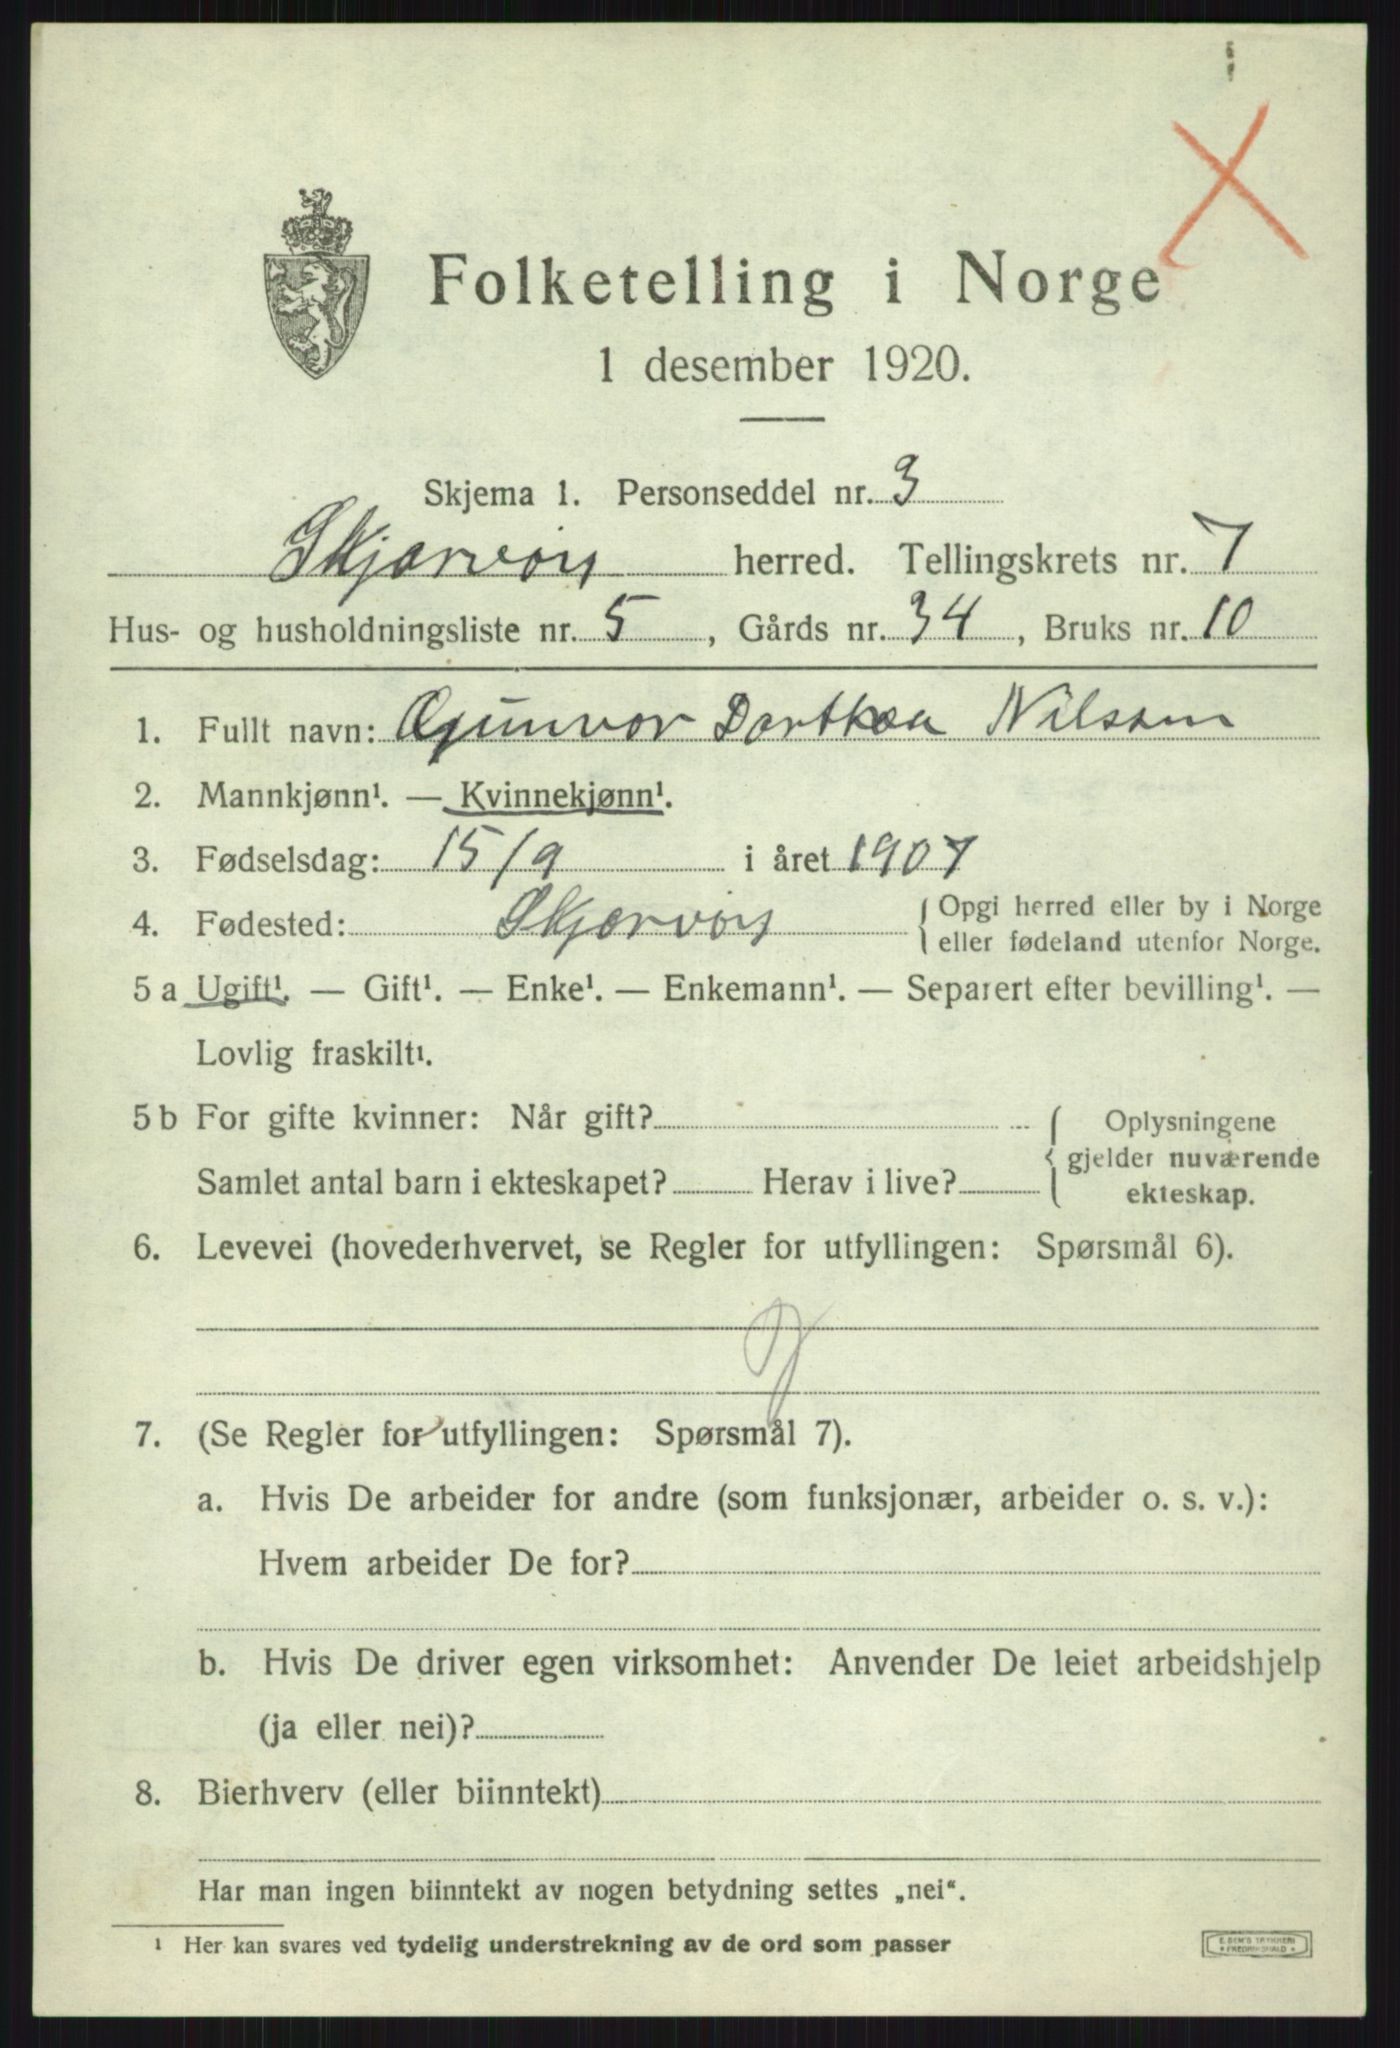 Folketelling i Norge
1 desember 1920.
Skjema 1. Personseddel nr. 3
Skjærvöy herred. Tellingskrets nr. 7
Hus- og husholdningsliste nr. 5, Gårds nr. 34, Bruks nr. 10
1. Fullt navn: Gunvor Dorthea Nilsen
2. Mannkjønn¹. — Kvinnekjønn¹.
3. Fødselsdag: 15/9 i året 1907
4. Fødested: Skjærvöy { Opgi herred eller by i Norge
eller fødeland utenfor Norge.
5 a Ugift¹. — Gift¹. — Enke¹. — Enkemann¹. — Separert efter bevilling¹. —
Lovlig fraskilt¹.
5 b For gifte kvinner: Når gift? { Oplysningene
gjelder nuværende
Samlet antal barn i ekteskapet? Herav i live? ekteskap.
6. Levevei (hovederhvervet, se Regler for utfyllingen: Spørsmål 6).
7. (Se Regler for utfyllingen: Spørsmål 7).
a. Hvis De arbeider for andre (som funksjonær, arbeider o. s. v.):
Hvem arbeider De for?
b. Hvis De driver egen virksomhet: Anvender De leiet arbeidshjelp
(ja eller nei)?
8. Bierhverv (eller biinntekt)
Har man ingen biinntekt av nogen betydning settes „nei“.
¹ Her kan svares ved tydelig understrekning av de ord som passer